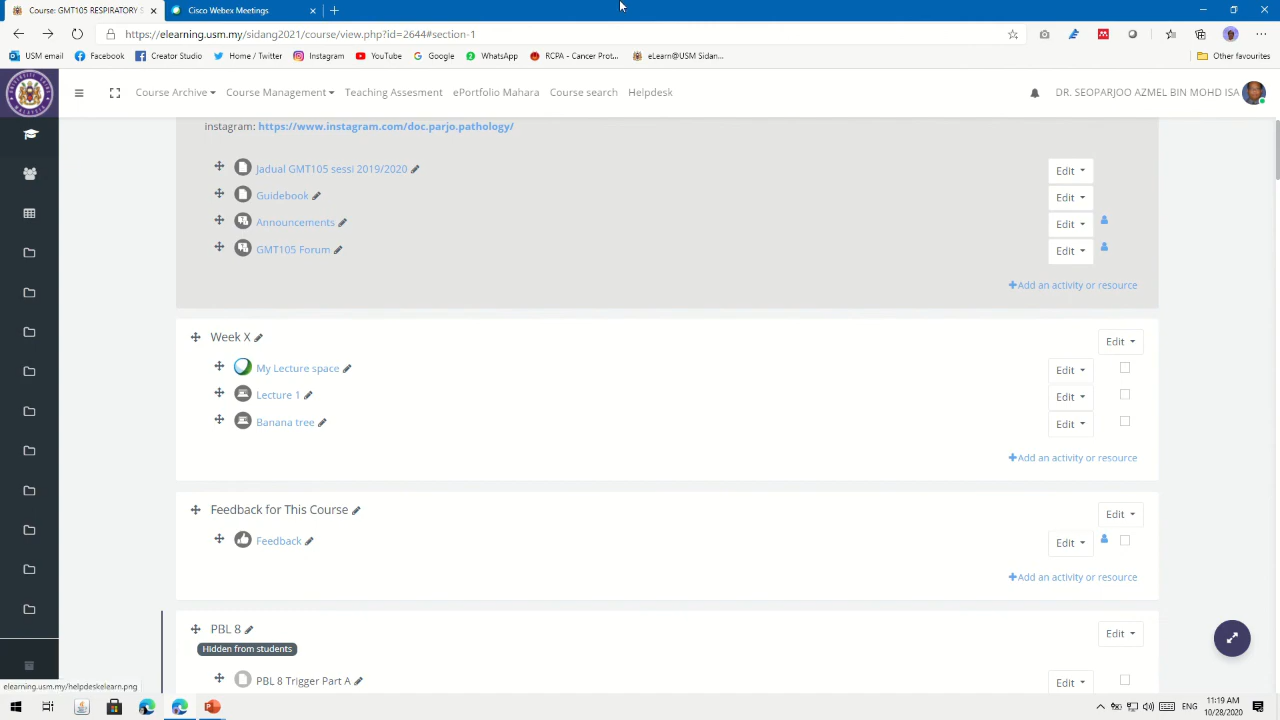 Course: GMT105 RESPIRATORY S
Cisco Webex Meetings
https://elearning.usm.my/sidang2021/course/view.php?id=2644#section-1
USM email
Facebook
Creator Studio
Home / Twitter
Instagram
YouTube
Google
WhatsApp
RCPA - Cancer Prot...
eLearn@USM Sidan...
Other favourites
Course Archive
Course Management
Teaching Assesment
ePortfolio Mahara
Course search
Helpdesk
DR. SEOPARJOO AZMEL BIN MOHD ISA
instagram: https://www.instagram.com/doc.parjo.pathology/
Jadual GMT105 sessi 2019/2020
Edit
Guidebook
Edit
Announcements
Edit
GMT105 Forum
Edit
Add an activity or resource
Week X
Edit
My Lecture space
Edit
Lecture 1
Edit
Banana tree
Edit
Add an activity or resource
Feedback for This Course
Edit
Feedback
Edit
Add an activity or resource
PBL 8
Edit
Hidden from students
PBL 8 Trigger Part A
Edit
elearning.usm.my/helpdeskelearn.png
ENG
11:19 AM
10/28/2020